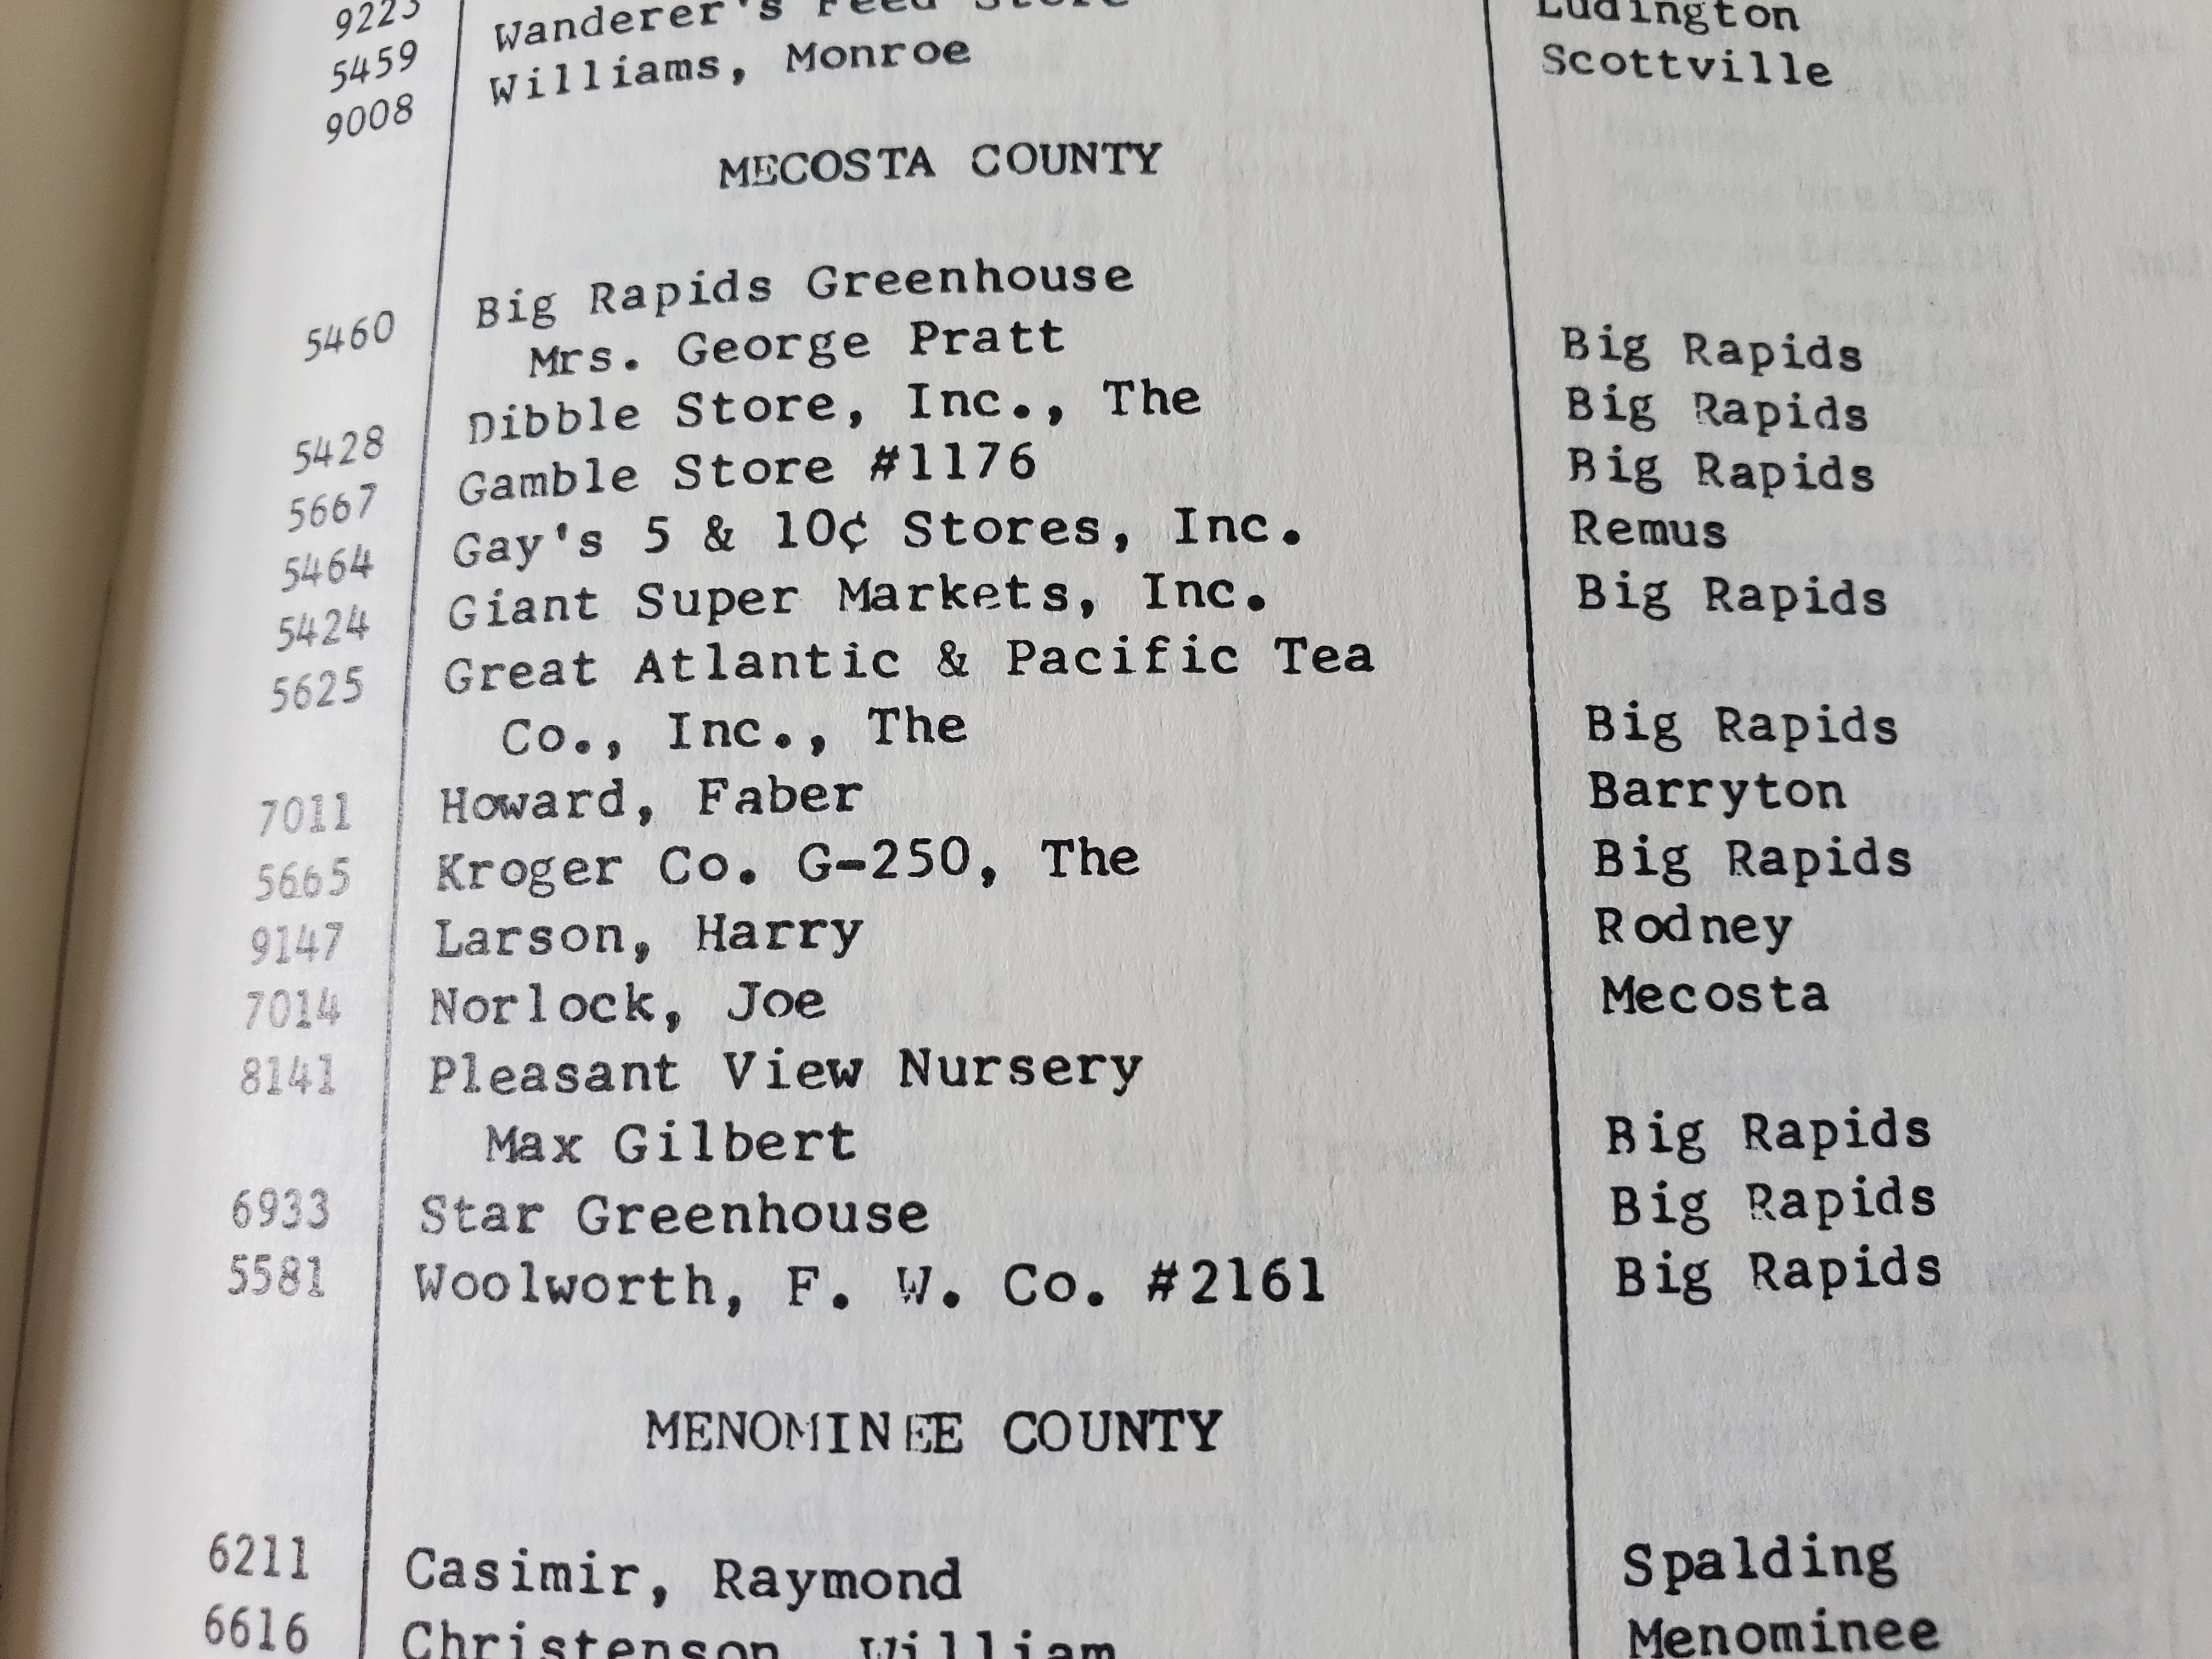 5459 Wanderer's Feed Store Ludington
9008 Williams, Monroe Scottville
MECOSTA COUNTY
5460 Big Rapids Greenhouse
Mrs. George Pratt Big Rapids
5428 Dibble Store, Inc., The Big Rapids
5667 Gamble Store #1176 Big Rapids
5464 Gay's 5 & 10¢ Stores, Inc. Remus
5424 Giant Super Markets, Inc. Big Rapids
5625 Great Atlantic & Pacific Tea
Co., Inc., The Big Rapids
7011 Howard, Faber Barryton
5665 Kroger Co. G-250, The Big Rapids
9147 Larson, Harry Rodney
7014 Norlock, Joe Mecosta
8141 Pleasant View Nursery
Max Gilbert Big Rapids
6933 Star Greenhouse Big Rapids
5581 Woolworth, F. W. Co. #2161 Big Rapids
MENOMINEE COUNTY
6211 Casimir, Raymond Spalding
6616 Christenson, William Menominee